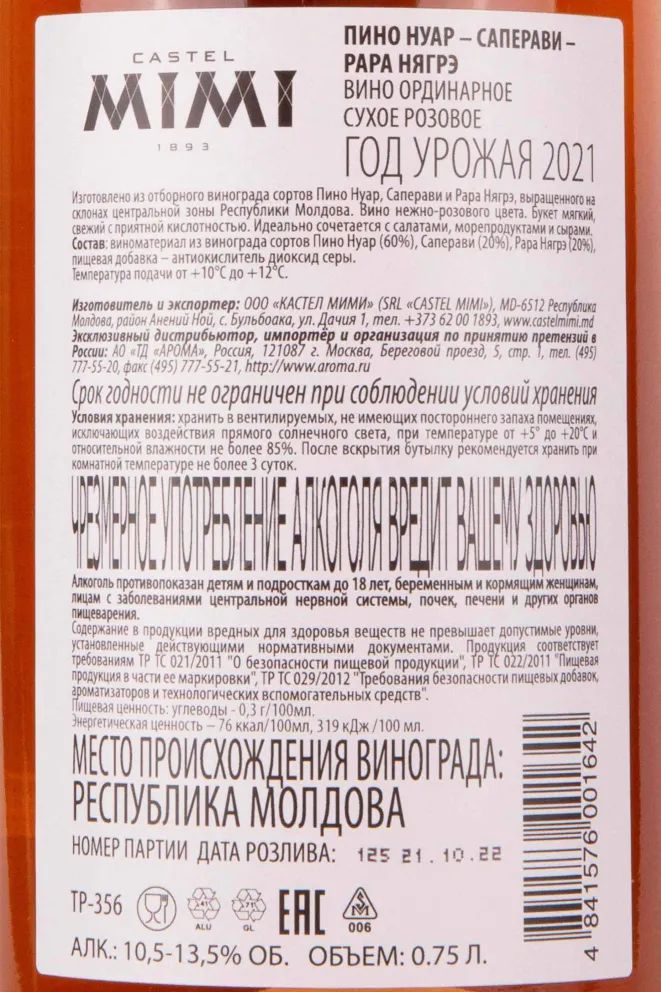 CASTEL
MIMI
1893
ПИНО НУАР – САПЕРАВИ –
РАРА НЯГРЭ
ВИНО ОРДИНАРНОЕ
СУХОЕ РОЗОВОЕ
ГОД УРОЖАЯ 2021
Изготовлено из отборного винограда сортов Пино Нуар, Саперави и Рара Нягрэ, выращенного на
склонах центральной зоны Республики Молдова. Вино нежно-розового цвета. Букет мягкий,
свежий с приятной кислотностью. Идеально сочетается с салатами, морепродуктами и сырами.
Состав: виноматериал из винограда сортов Пино Нуар (60%), Саперави (20%), Рара Нягрэ (20%),
пищевая добавка – антиокислитель диоксид серы.
Температура подачи от +10°С до +12°С.
Изготовитель и экспортер: ООО «КАСТЕЛ МИМИ» (SRL «CASTEL MIMI»), MD-6512 Республика
Молдова, район Анений Ной, с. Бульбоака, ул. Дачия 1, тел. +373 62 00 1893, www.castelmimi.md
Эксклюзивный дистрибьютор, импортёр и организация по принятию претензий в
России: АО «ТД «АРОМА», Россия, 121087 г. Москва, Береговой проезд, 5, стр. 1, тел. (495)
777-55-20, факс (495) 777-55-21, http://www.aroma.ru
Срок годности не ограничен при соблюдении условий хранения
Условия хранения: хранить в вентилируемых, не имеющих постороннего запаха помещениях,
исключающих воздействия прямого солнечного света, при температуре от +5° до +20°С и
относительной влажности не более 85%. После вскрытия бутылку рекомендуется хранить при
комнатной температуре не более 3 суток.
ЧРЕЗМЕРНОЕ УПОТРЕБЛЕНИЕ АЛКОГОЛЯ ВРЕДИТ ВАШЕМУ ЗДОРОВЬЮ
Алкоголь противопоказан детям и подросткам до 18 лет, беременным и кормящим женщинам,
лицам с заболеваниями центральной нервной системы, почек, печени и других органов
пищеварения.
Содержание в продукции вредных для здоровья веществ не превышает допустимые уровни,
установленные действующими нормативными документами. Продукция соответствует
требованиям ТР ТС 021/2011 "О безопасности пищевой продукции", ТР ТС 022/2011 "Пищевая
продукция в части ее маркировки", ТР ТС 029/2012 "Требования безопасности пищевых добавок,
ароматизаторов и технологических вспомогательных средств".
Пищевая ценность: углеводы - 0,3 г/100мл.
Энергетическая ценность – 76 ккал/100мл, 319 кДж /100 мл.
МЕСТО ПРОИСХОЖДЕНИЯ ВИНОГРАДА:
РЕСПУБЛИКА МОЛДОВА
НОМЕР ПАРТИИ ДАТА РОЗЛИВА: 125 21.10.22
ТР-356
41
ALU
71
GL
ЕАС
SM
006
АЛК.: 10,5-13,5% ОБ. ОБЪЕМ: 0.75 Л.
4 841576 001642